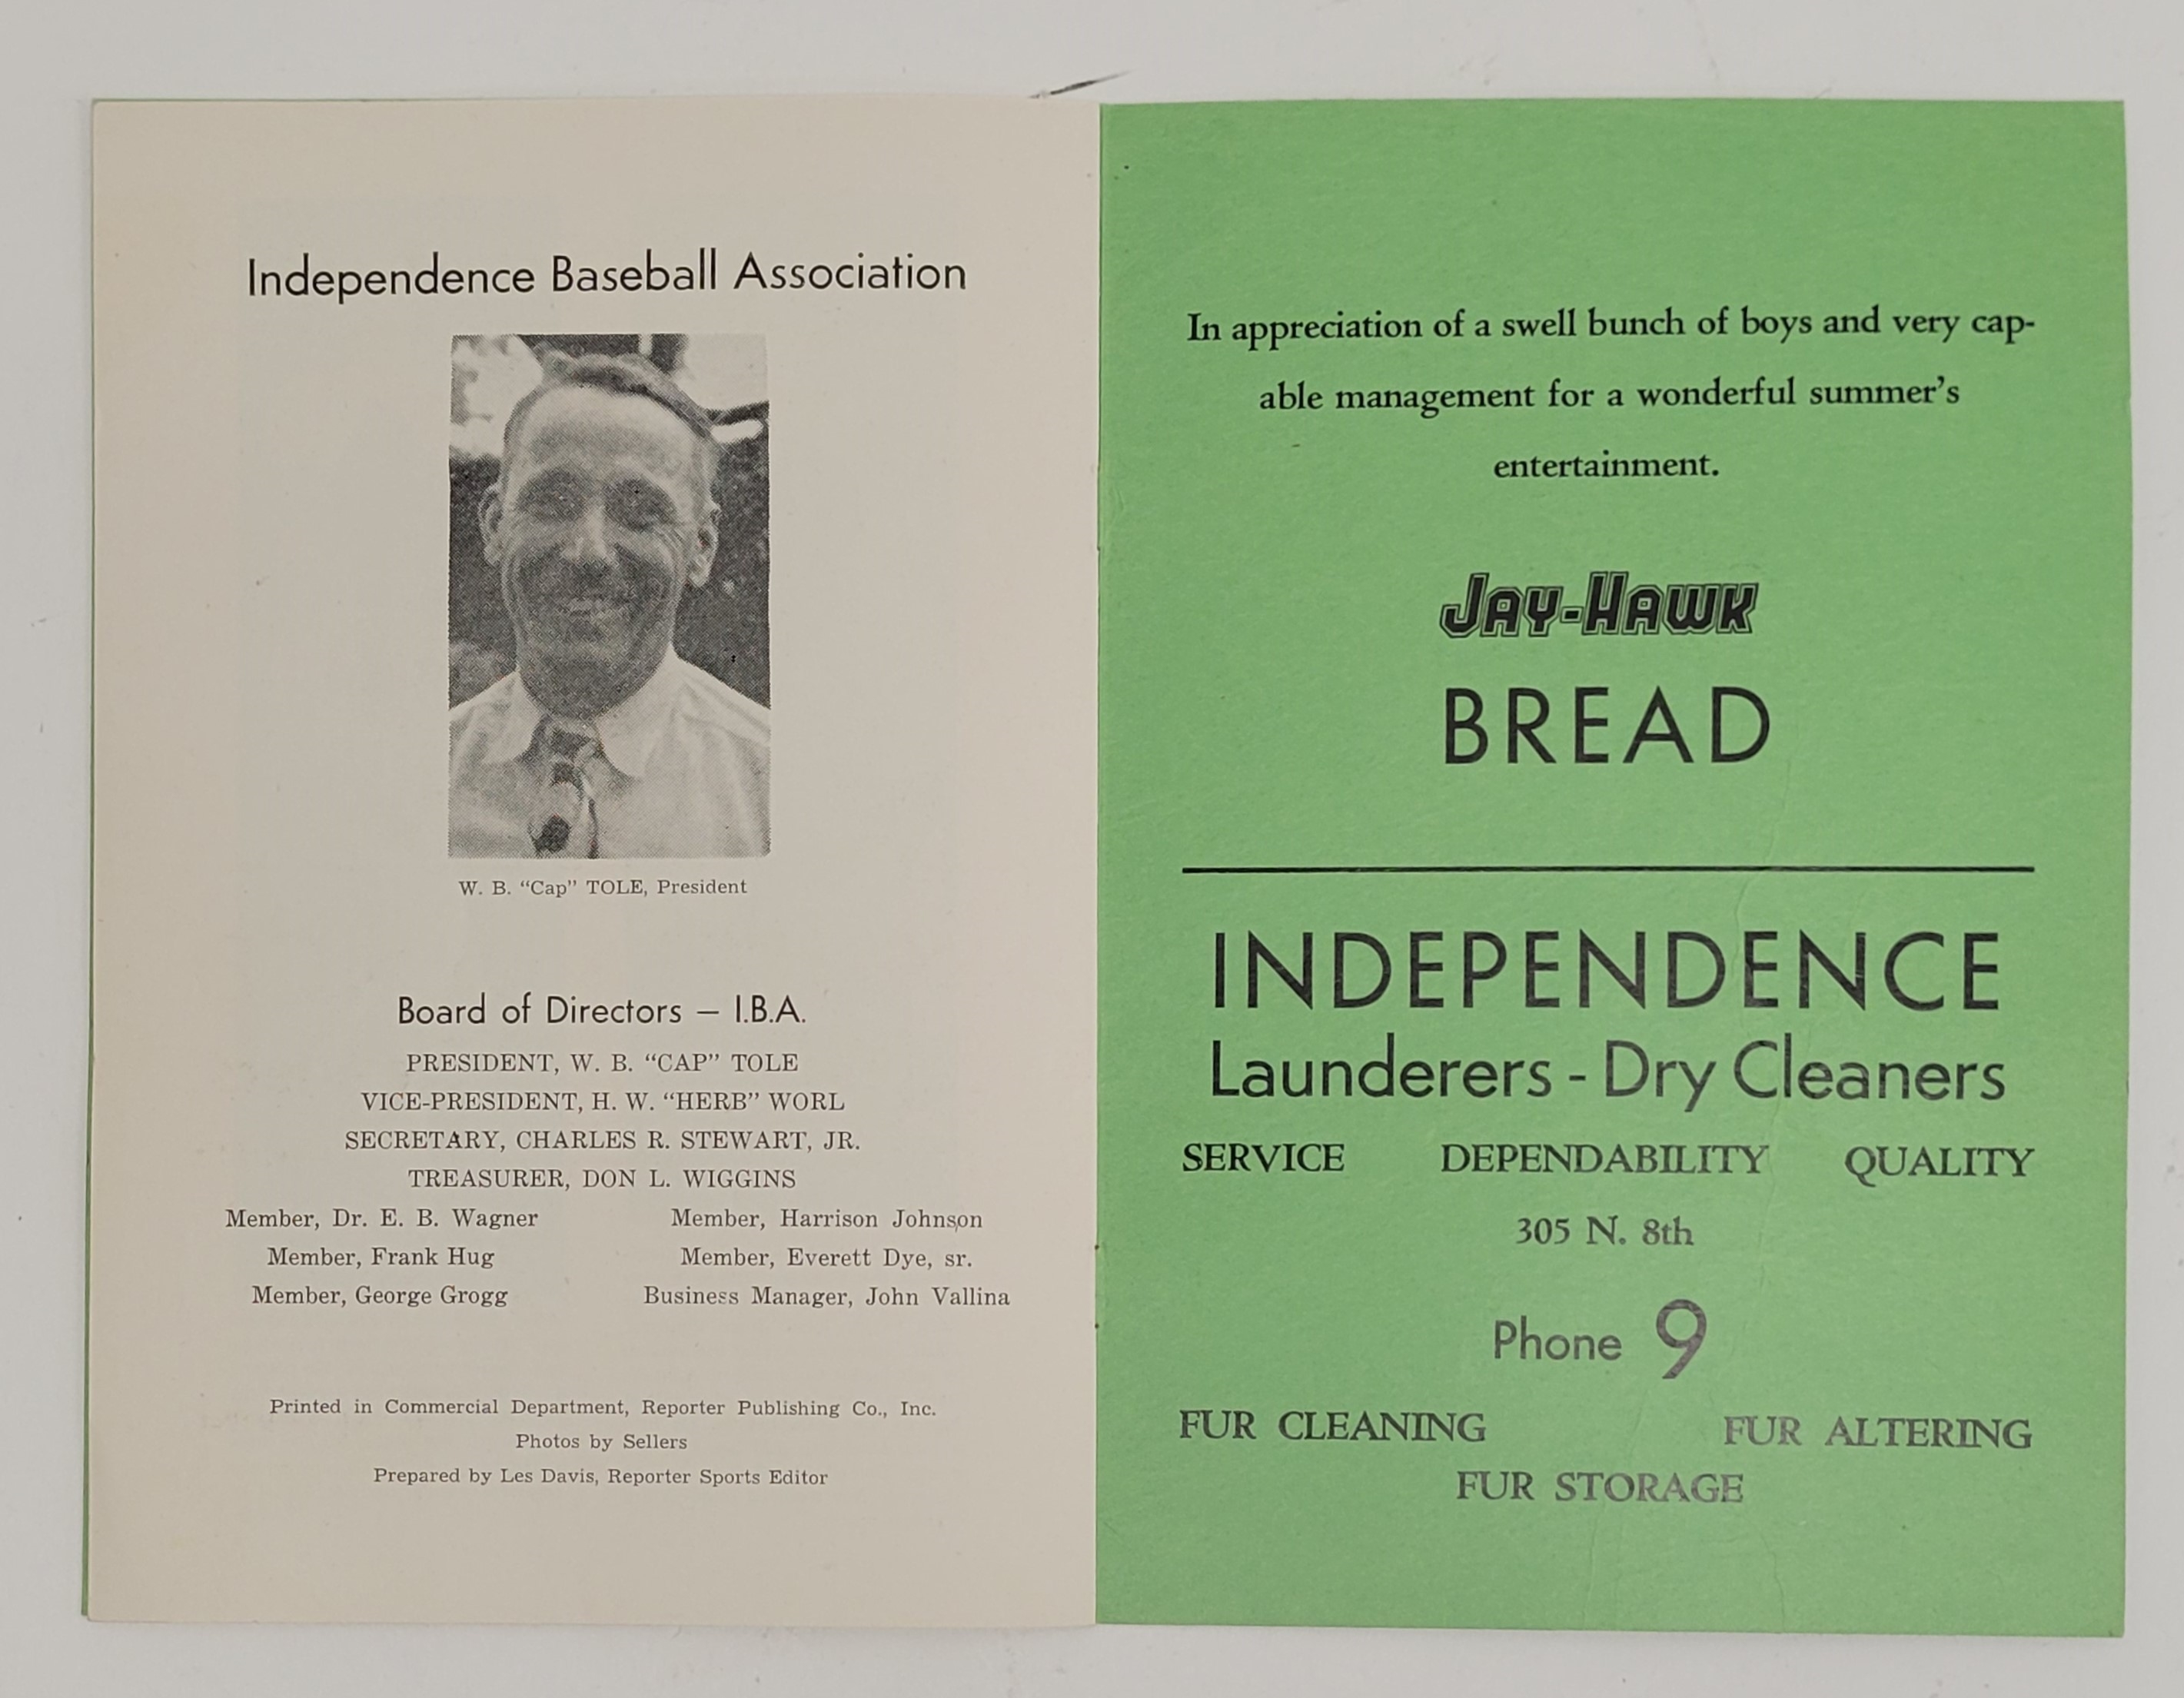 Independence Baseball Association
W. B. “Cap” TOLE, President
Board of Directors — I.B.A.
PRESIDENT, W. B. “CAP” TOLE
VICE-PRESIDENT, H. W. “HERB” WORL
SECRETARY, CHARLES R. STEWART, JR.
TREASURER, DON L. WIGGINS
Member, Dr. E. B. Wagner Member, Harrison Johnson
Member, Frank Hug Member, Everett Dye, sr.
Member, George Grogg Business Manager, John Vallina
Printed in Commercial Department, Reporter Publishing Co., Inc.
Photos by Sellers
Prepared by Les Davis, Reporter Sports Editor
In appreciation of a swell bunch of boys and very cap-
able management for a wonderful summer’s
entertainment.
JAY-HAWK
BREAD
INDEPENDENCE
Launderers - Dry Cleaners
SERVICE DEPENDABILITY QUALITY
305 N. 8th
Phone 9
FUR CLEANING FUR ALTERING
FUR STORAGE